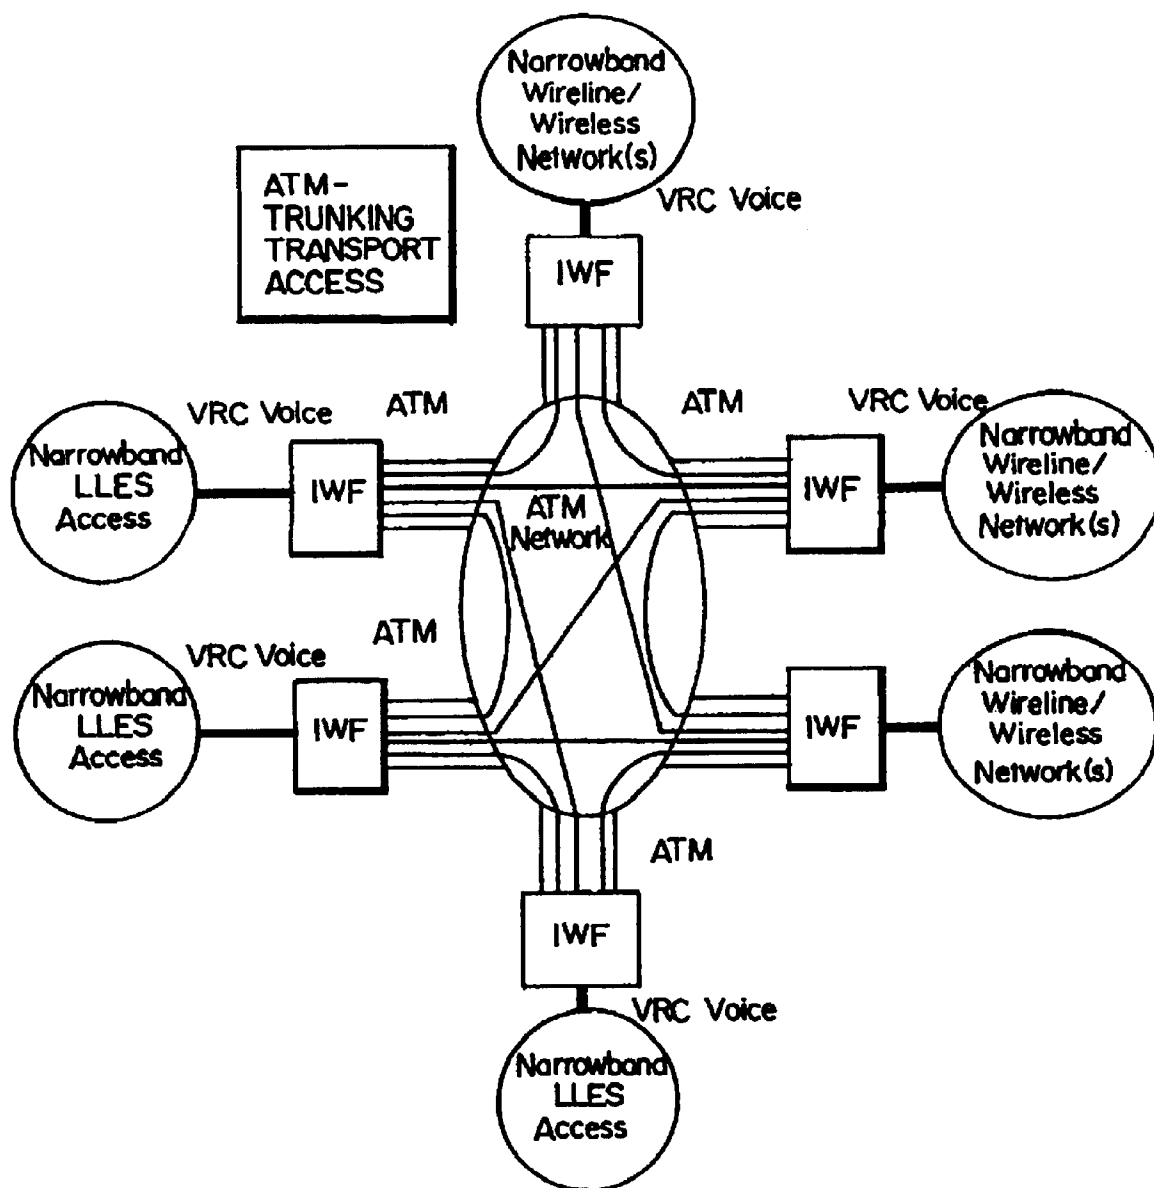 Narrowband
Wireline/
Wireless
Network(s)
ATM-
TRUNKING
TRANSPORT
ACCESS
VRC Voice
IWF
VRC Voice
ATM
ATM
VRC Voice
Narrowband
LLES
Access
IWF
ATM
Network
IWF
Narrowband
Wireline/
Wireless
Network(s)
VRC Voice
ATM
Narrowband
LLES
Access
IWF
IWF
Narrowband
Wireline/
Wireless
Network(s)
ATM
IWF
VRC Voice
Narrowband
LLES
Access